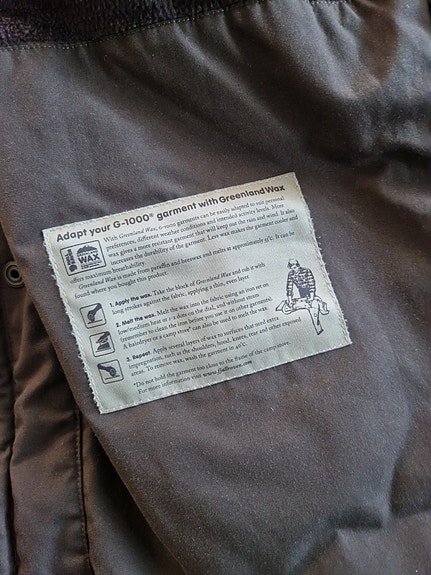 Adapt your G-1000® garment with Greenland Wax
WAX
With Greenland Wax, G-1000 garments can be easily adapted to suit personal
preferences, different weather conditions and intended activity levels. More
wax gives a more resistant garment that will keep out the rain and wind. It also
increases the durability of the garment. Less wax makes the garment cooler and
offers maximum breathability.
Greenland Wax is made from paraffin and beeswax and melts at approximately 50°C. It can be
found where you bought this product.
1. Apply the wax. Take the block of Greenland Wax and rub it with
long strokes against the fabric, applying a thin, even layer.
2. Melt the wax. Melt the wax into the fabric using an iron set on
low/medium heat or 1-2 dots on the dial, and without steam
(remember to clean the iron before you use it on other garments).
A hairdryer or a camp stove* can also be used to melt the wax.
3. Repeat. Apply several layers of wax to surfaces that need extra
impregnation, such as the shoulders, hood, knees, rear and other exposed
areas. To remove wax, wash the garment in 40°C.
*Do not hold the garment too close to the flame of the camp stove.
For more information visit www.fjallraven.com